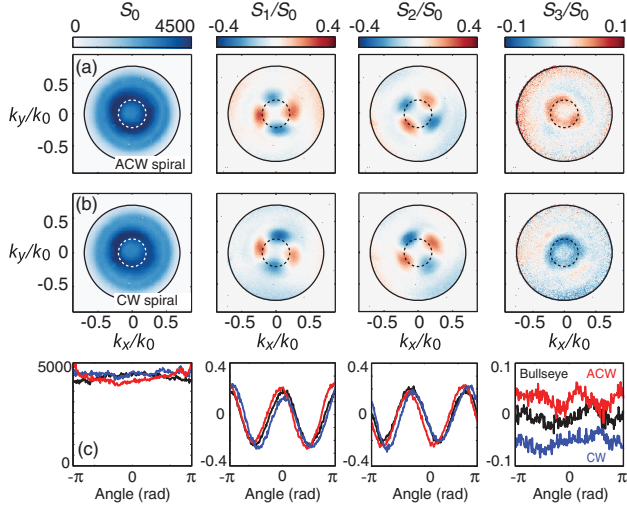 S0 S1/S0 S2/S0 S3/S0
0 4500 -0.4 0.4 -0.4 0.4 -0.1 0.1
(a)
ky/k0
0.5
0
-0.5
ACW spiral
(b)
ky/k0
0.5
0
-0.5
CW spiral
-0.5 0 0.5 -0.5 0 0.5 -0.5 0 0.5 -0.5 0 0.5
kx/k0 kx/k0 kx/k0 kx/k0
5000 0.4 0.4 0.1
Bullseye ACW
0 0 0
(c)
CW
0 -0.4 -0.4 -0.1
-π 0 π -π 0 π -π 0 π -π 0 π
Angle (rad) Angle (rad) Angle (rad) Angle (rad)